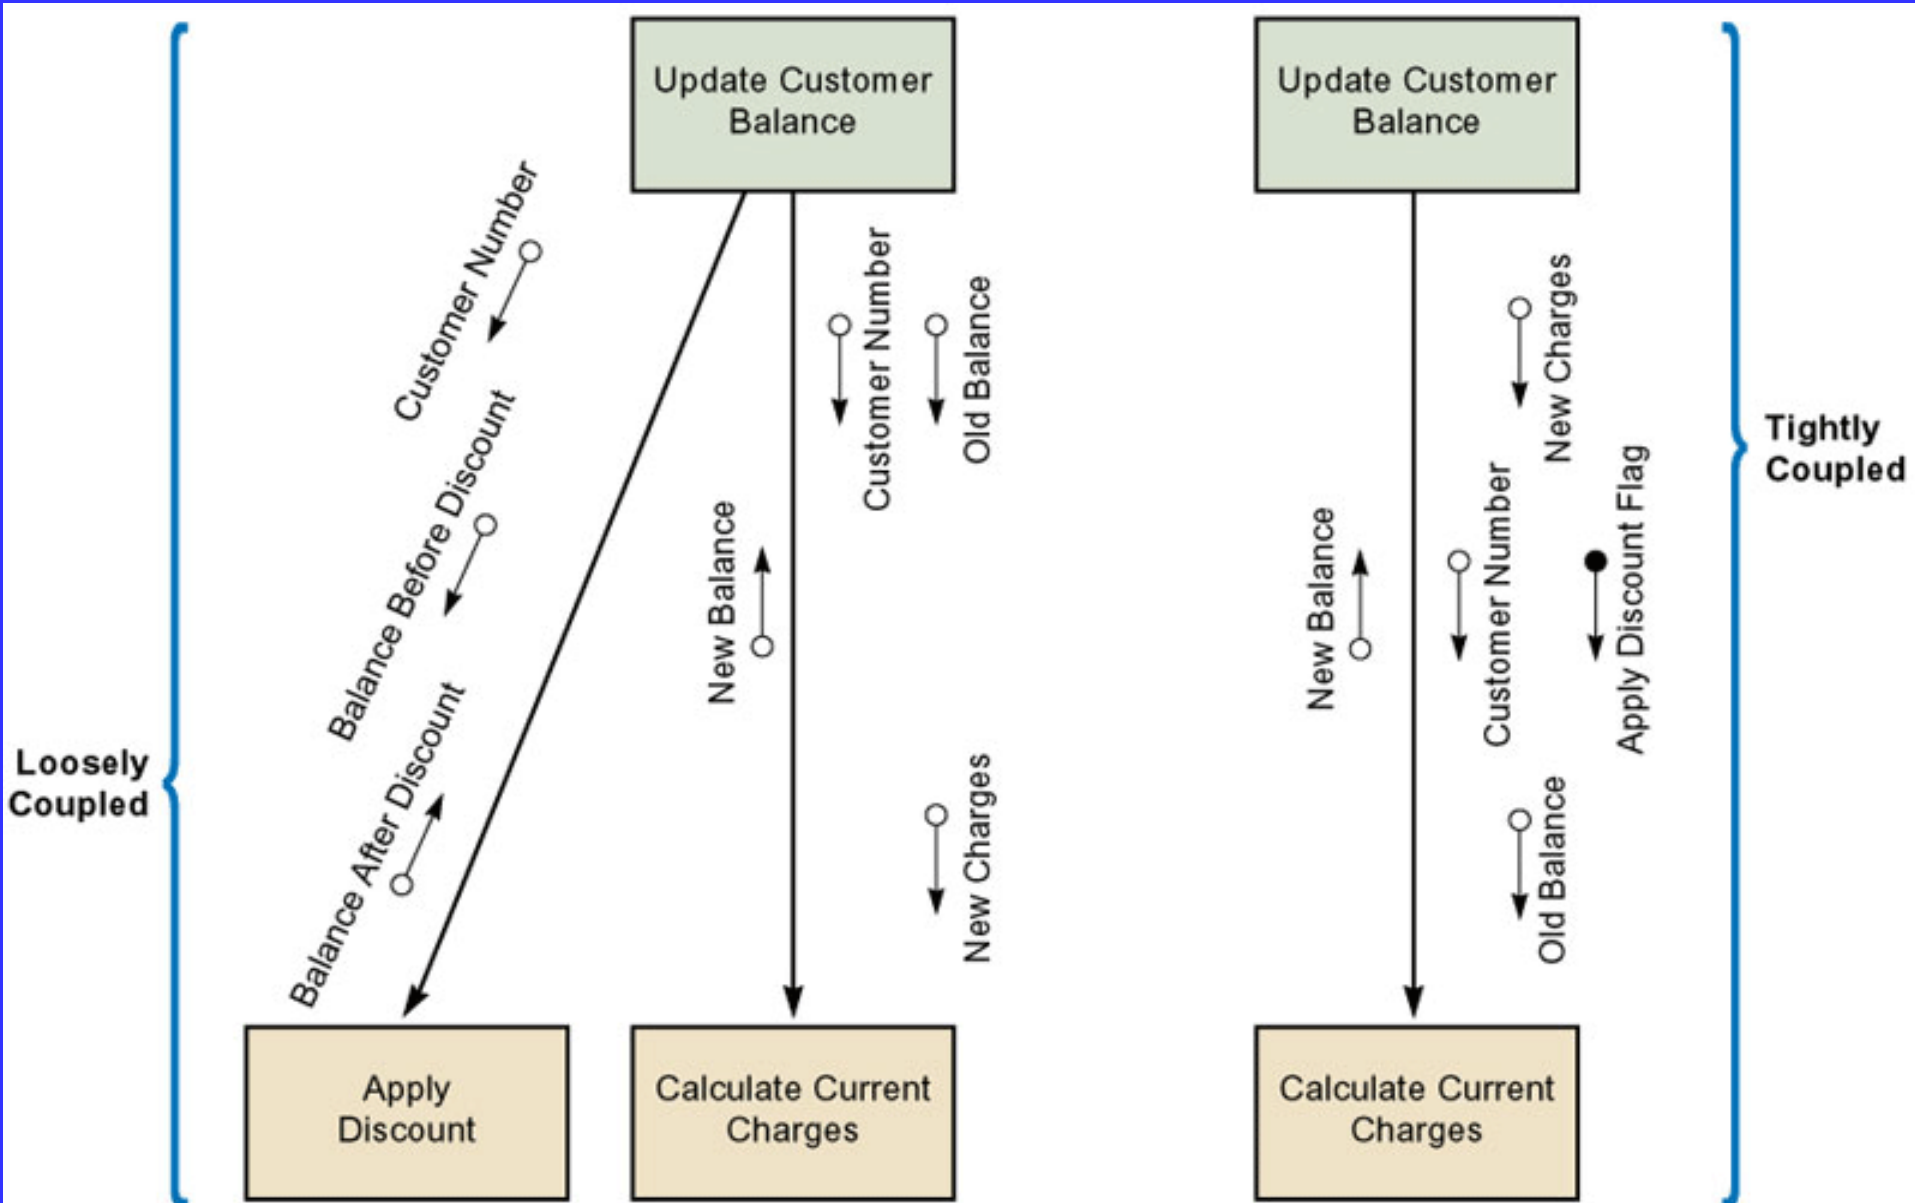 Update Customer
Balance
Update Customer
Balance
Customer Number
Balance Before Discount
Balance After Discount
Customer Number
Old Balance
New Balance
New Charges
New Charges
New Balance
Customer Number
Apply Discount Flag
Old Balance
Loosely
Coupled
Tightly
Coupled
Apply
Discount
Calculate Current
Charges
Calculate Current
Charges